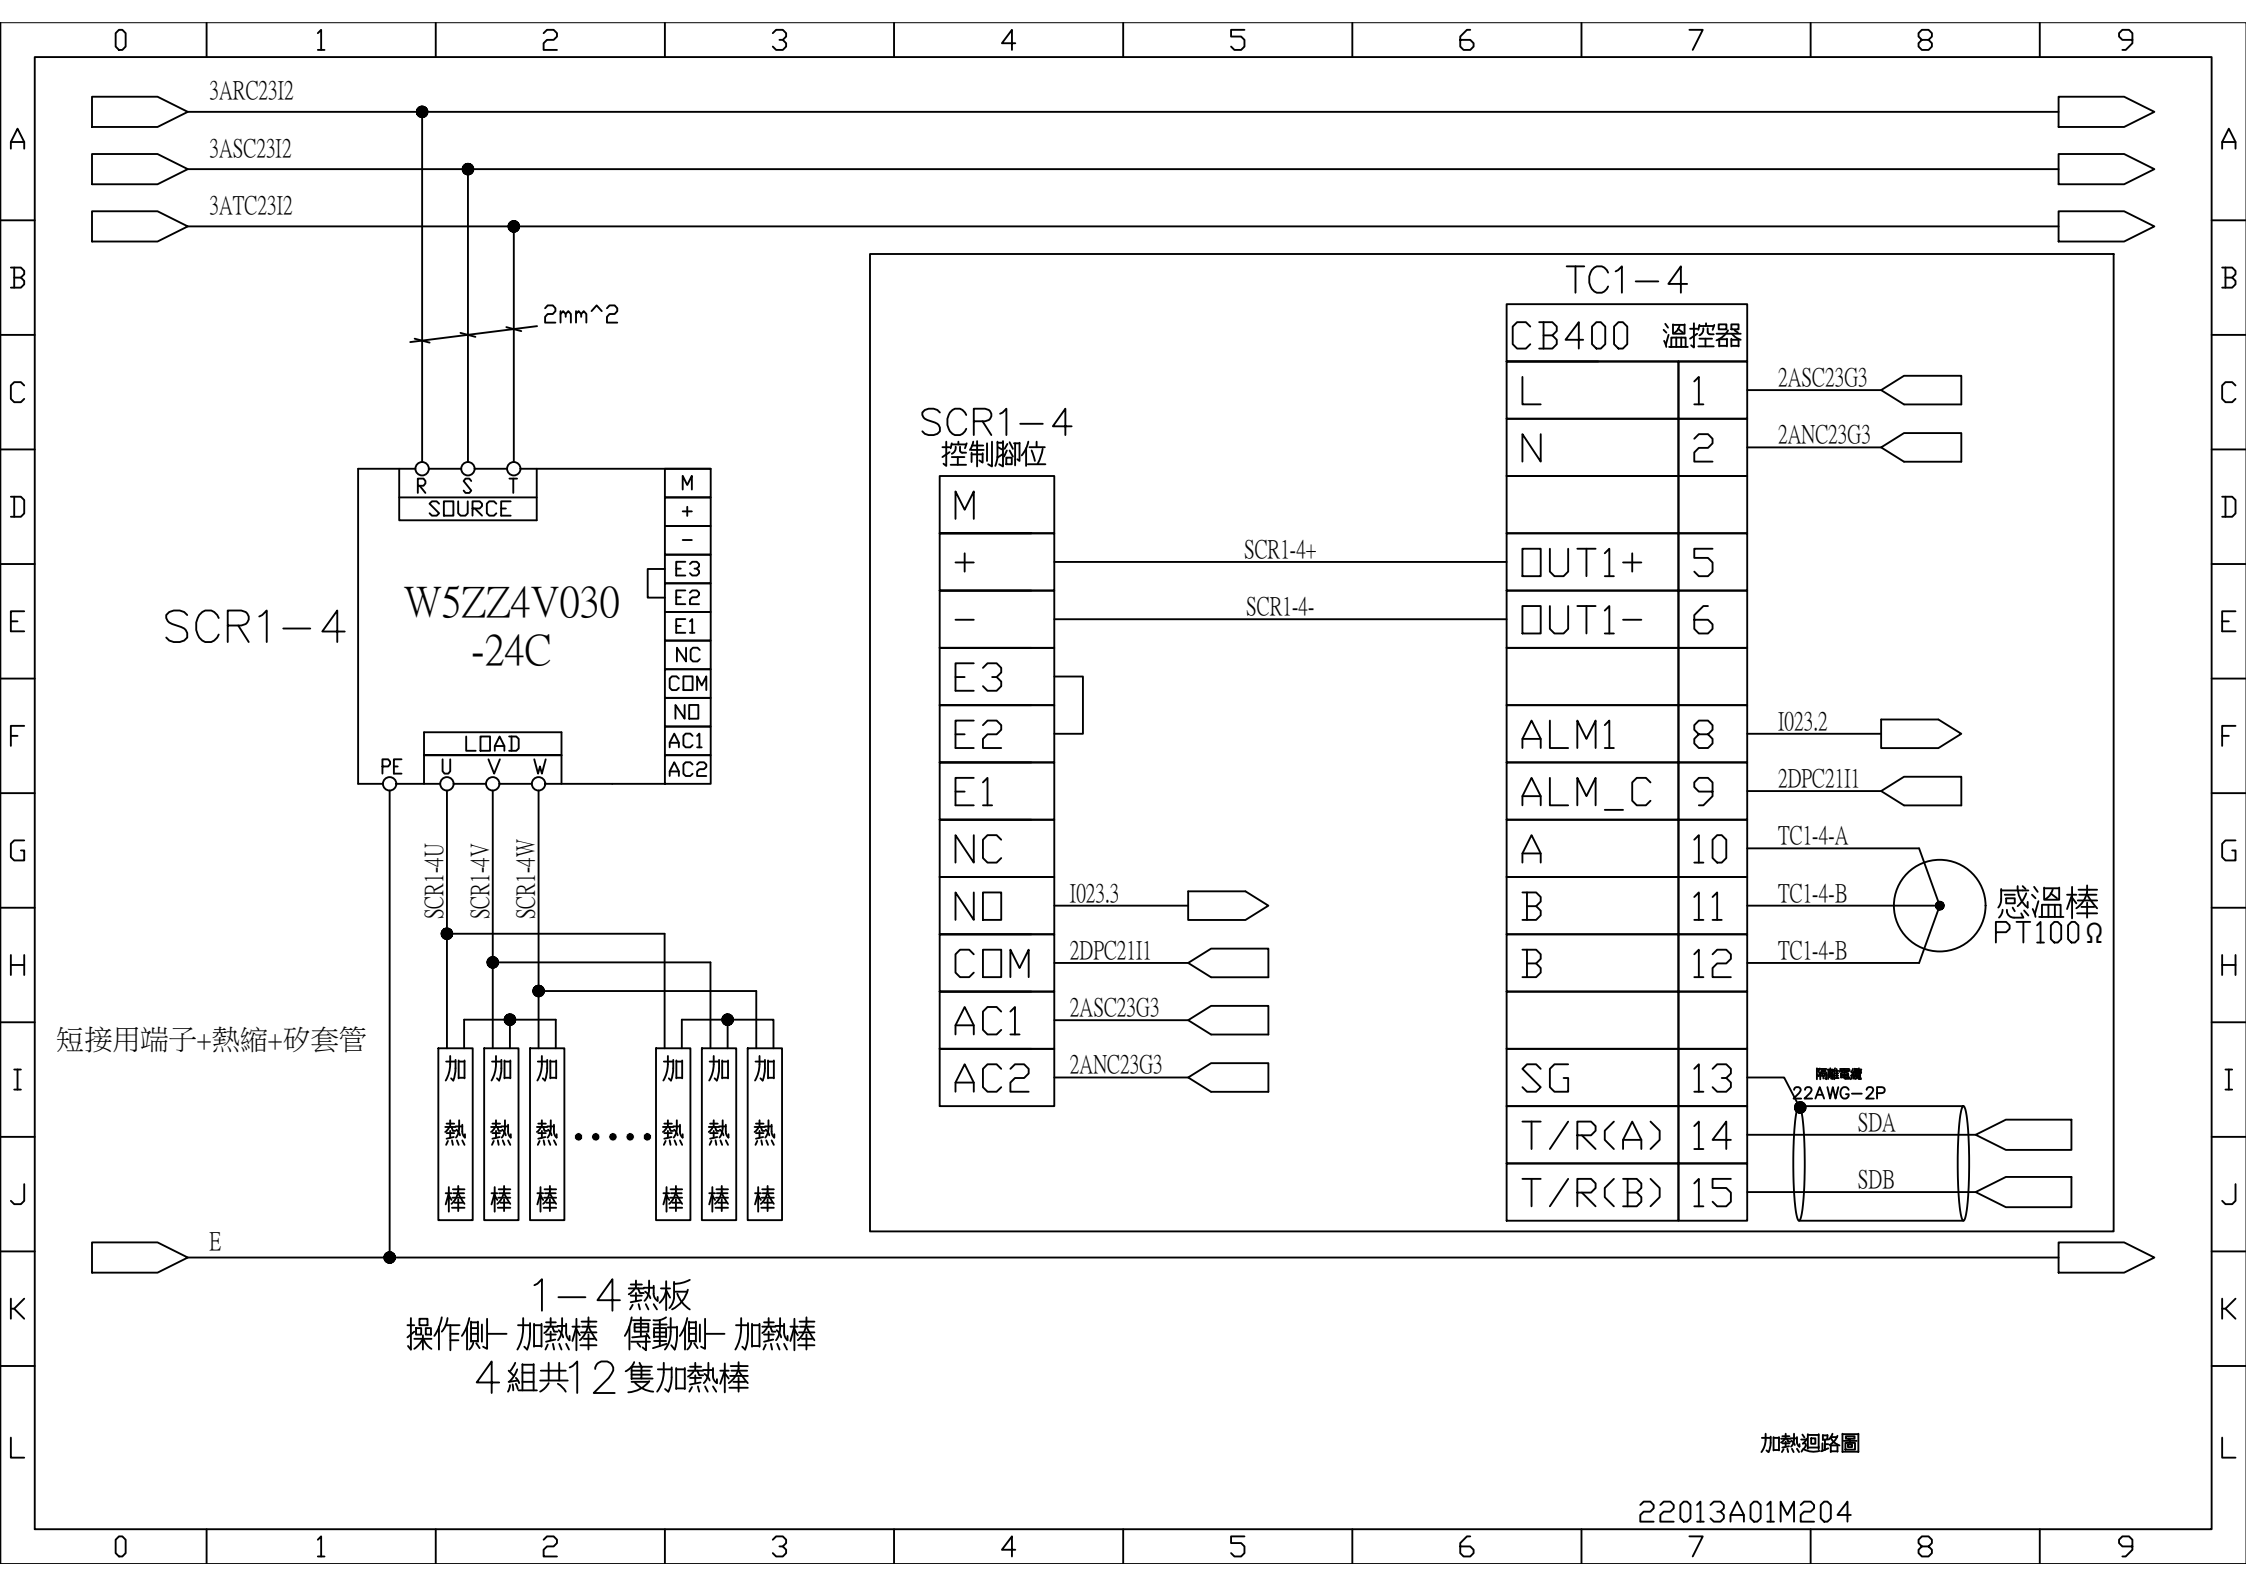 0 1 2 3 4 5 6 7 8 9
A A
B B
C C
D D
E E
F F
G G
H H
I I
J J
K K
L L
3ARC23I2
3ASC23I2
3ATC23I2
2mm^2
R S T
SOURCE
SCR1-4
W5ZZ4V030
-24C
M
+
-
E3
E2
E1
NC
COM
NO
AC1
AC2
LOAD
PE U V W
SCR1-4U
SCR1-4V
SCR1-4W
短接用端子+熱縮+矽套管
加熱棒
加熱棒
加熱棒
加熱棒
加熱棒
加熱棒
E
1-4熱板
操作側-加熱棒 傳動側-加熱棒
4組共12隻加熱棒
SCR1-4
控制腳位
M
+
-
E3
E2
E1
NC
NO
COM
AC1
AC2
SCR1-4+
SCR1-4-
I023.3
2DPC21I1
2ASC23G3
2ANC23G3
TC1-4
CB400 溫控器
L 1 2ASC23G3
N 2 2ANC23G3
OUT1+ 5
OUT1- 6
ALM1 8 I023.2
ALM_C 9 2DPC21I1
A 10 TC1-4-A
B 11 TC1-4-B
B 12 TC1-4-B
感溫棒
PT100Ω
SG 13
隔離電纜
22AWG-2P
T/R(A) 14 SDA
T/R(B) 15 SDB
加熱迴路圖
22013A01M204
0 1 2 3 4 5 6 7 8 9